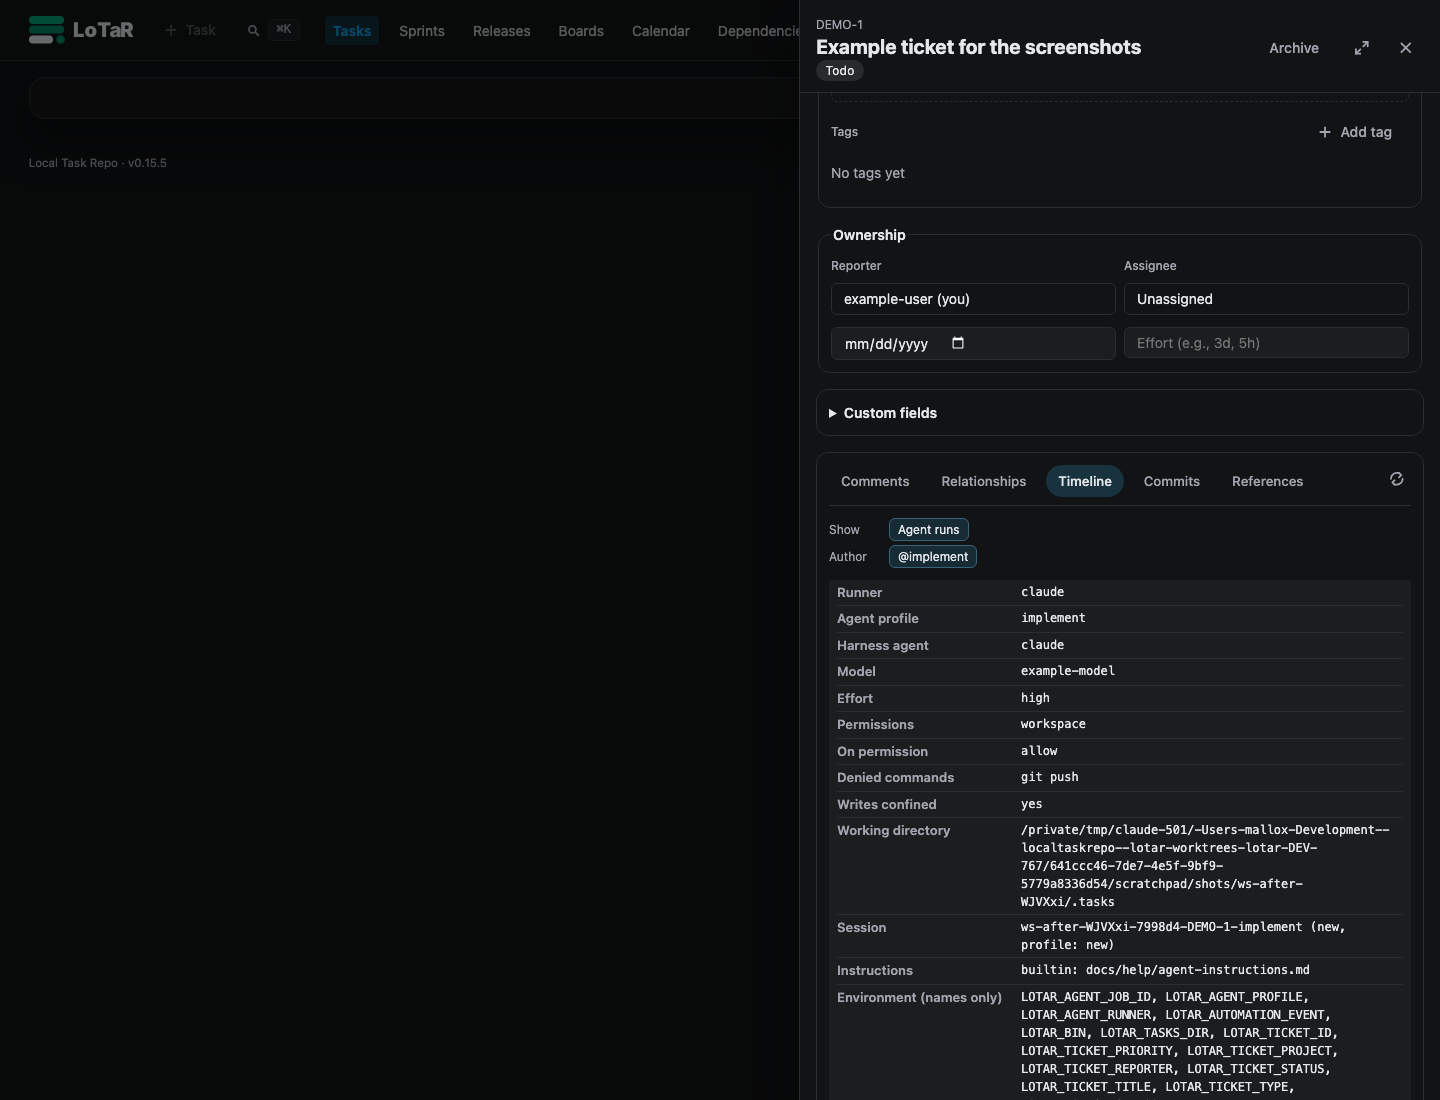 LoTaR
Task
⌘K
Tasks
Sprints
Releases
Boards
Calendar
Dependencie
Local Task Repo · v0.15.5
DEMO-1
Example ticket for the screenshots
Todo
Archive
Tags
Add tag
No tags yet
Ownership
Reporter
Assignee
example-user (you)
Unassigned
mm/dd/yyyy
Effort (e.g., 3d, 5h)
Custom fields
Comments
Relationships
Timeline
Commits
References
Show
Agent runs
Author
@implement
Runner
claude
Agent profile
implement
Harness agent
claude
Model
example-model
Effort
high
Permissions
workspace
On permission
allow
Denied commands
git push
Writes confined
yes
Working directory
/private/tmp/claude-501/-Users-mallox-Development--
localtaskrepo--lotar-worktrees-lotar-DEV-
767/641ccc46-7de7-4e5f-9bf9-
5779a8336d54/scratchpad/shots/ws-after-
WJVXxi/.tasks
Session
ws-after-WJVXxi-7998d4-DEMO-1-implement (new,
profile: new)
Instructions
builtin: docs/help/agent-instructions.md
Environment (names only)
LOTAR_AGENT_JOB_ID, LOTAR_AGENT_PROFILE,
LOTAR_AGENT_RUNNER, LOTAR_AUTOMATION_EVENT,
LOTAR_BIN, LOTAR_TASKS_DIR, LOTAR_TICKET_ID,
LOTAR_TICKET_PRIORITY, LOTAR_TICKET_PROJECT,
LOTAR_TICKET_REPORTER, LOTAR_TICKET_STATUS,
LOTAR_TICKET_TITLE, LOTAR_TICKET_TYPE,